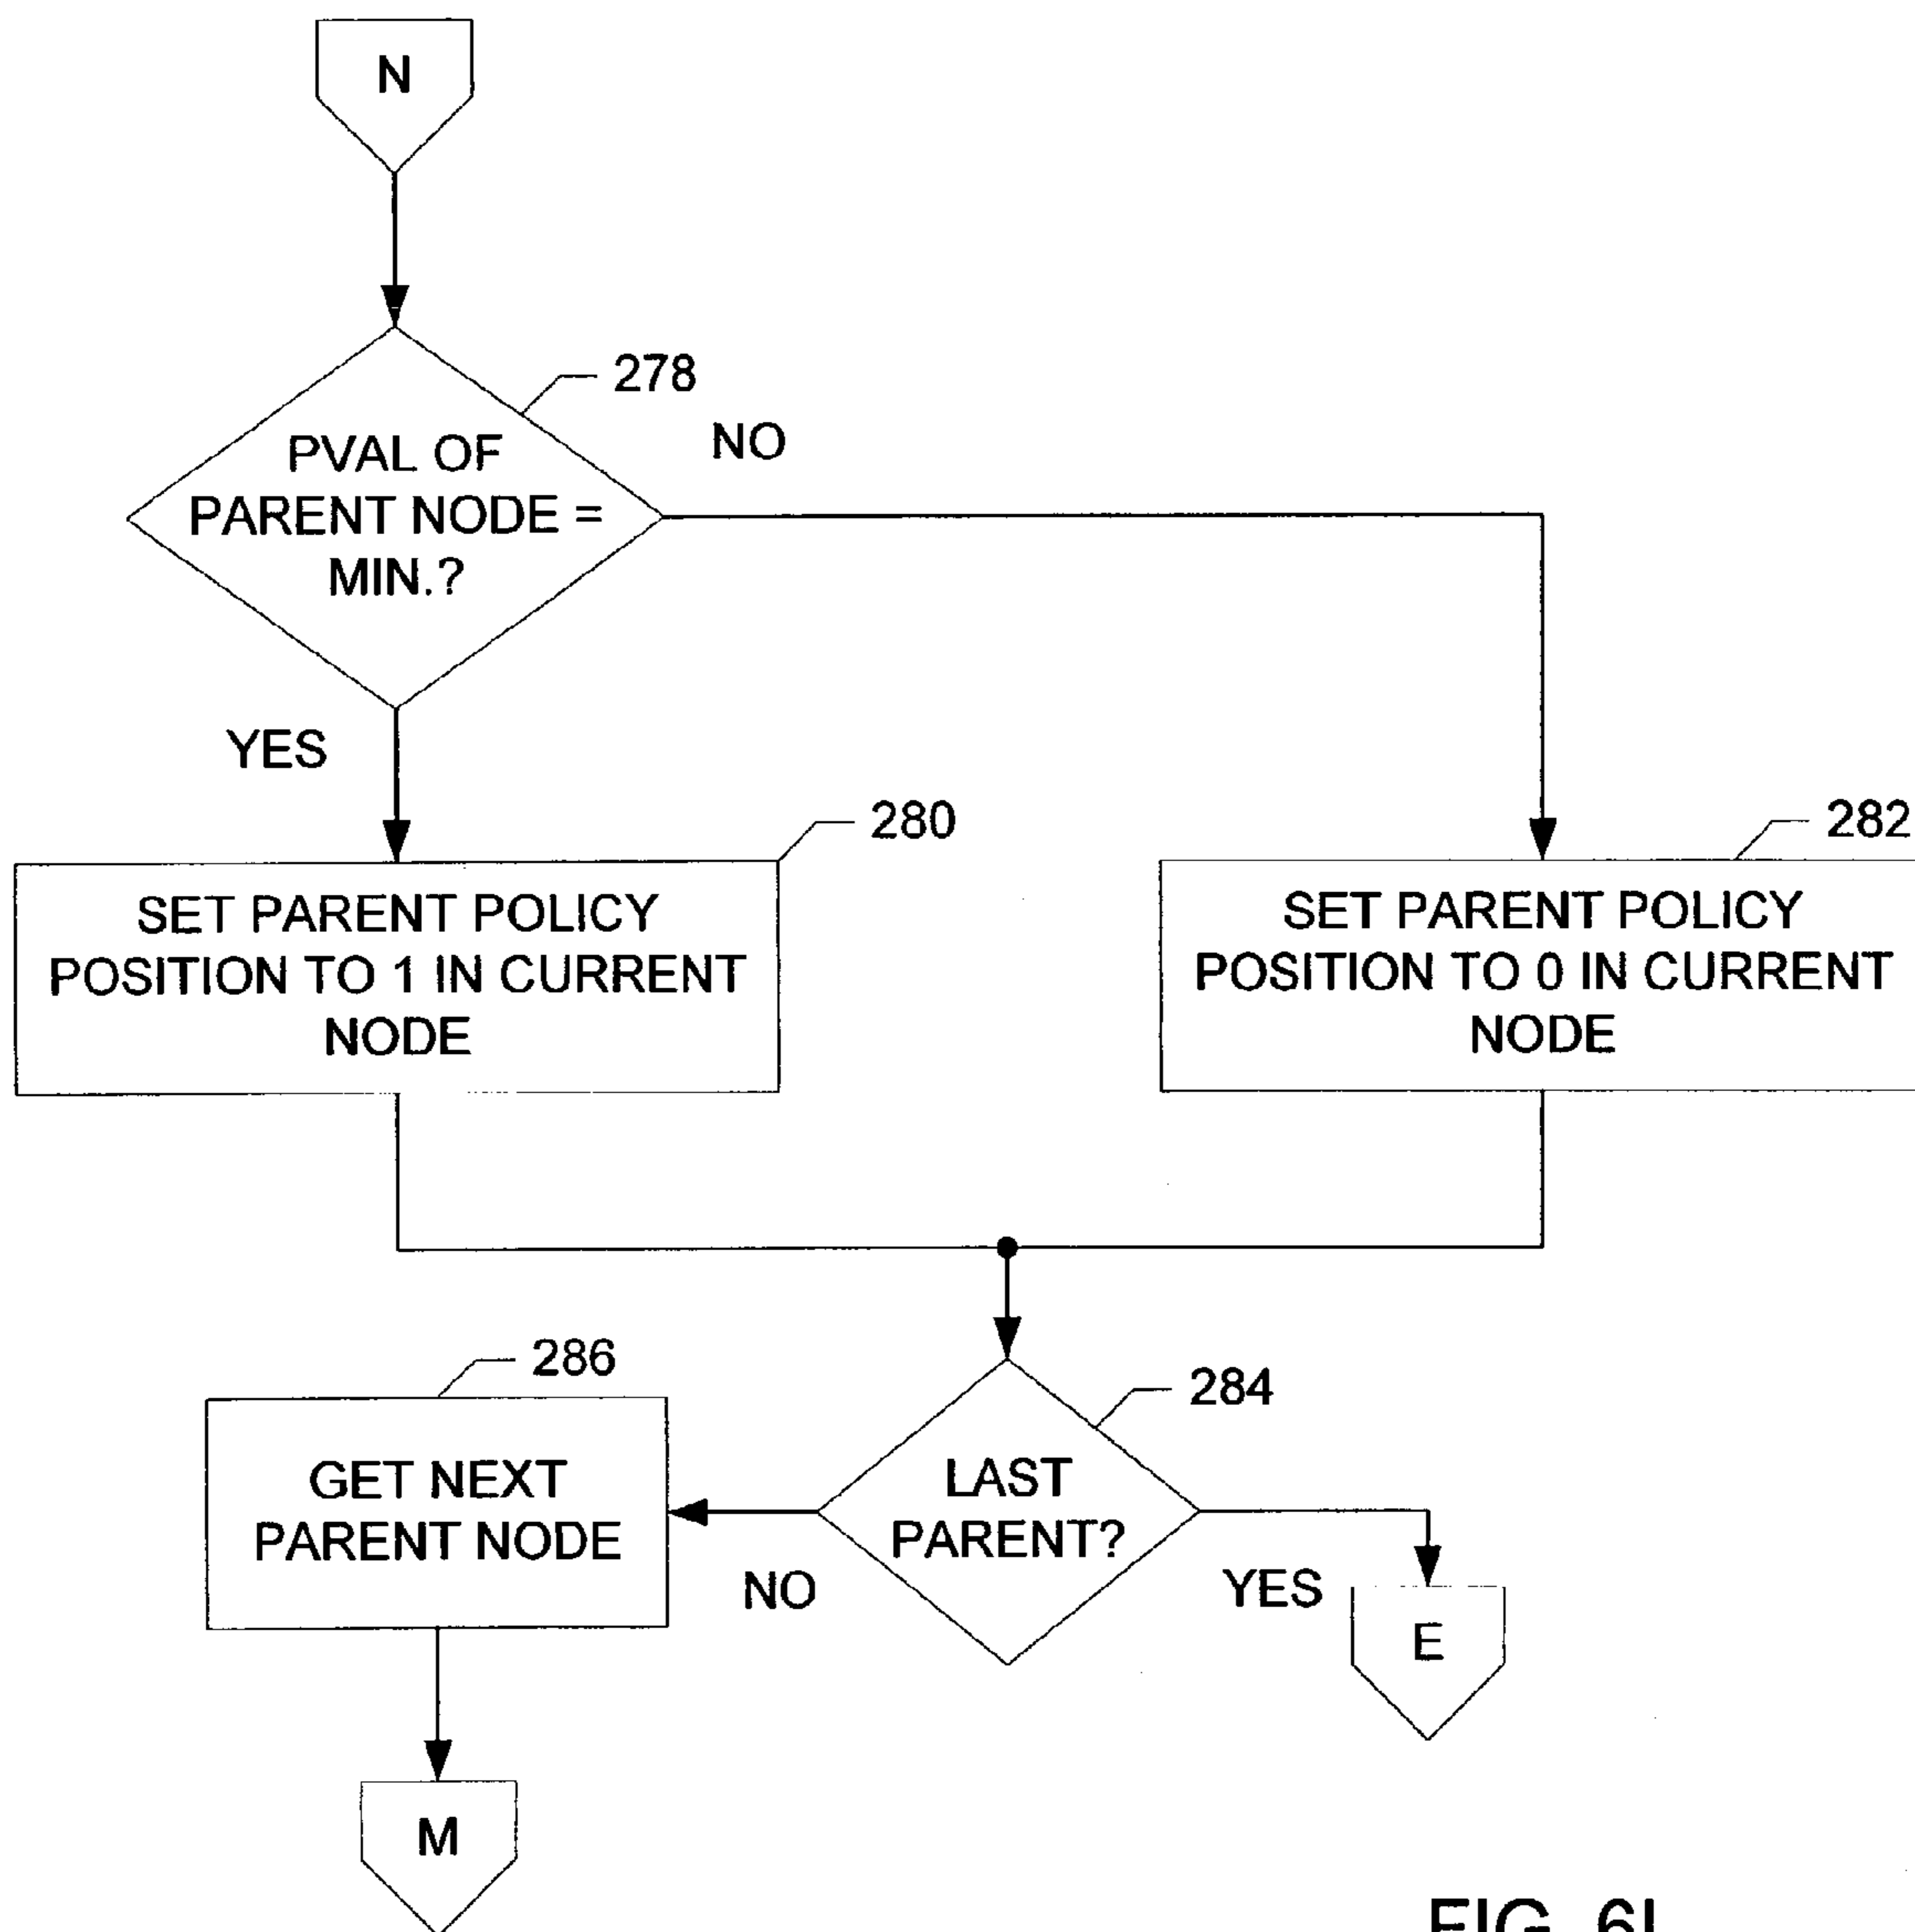 N
278
NO
PVAL OF
PARENT NODE =
MIN.?
YES
280
282
SET PARENT POLICY
POSITION TO 1 IN CURRENT
NODE
SET PARENT POLICY
POSITION TO 0 IN CURRENT
NODE
286
284
GET NEXT
PARENT NODE
LAST
PARENT?
NO
YES
E
M